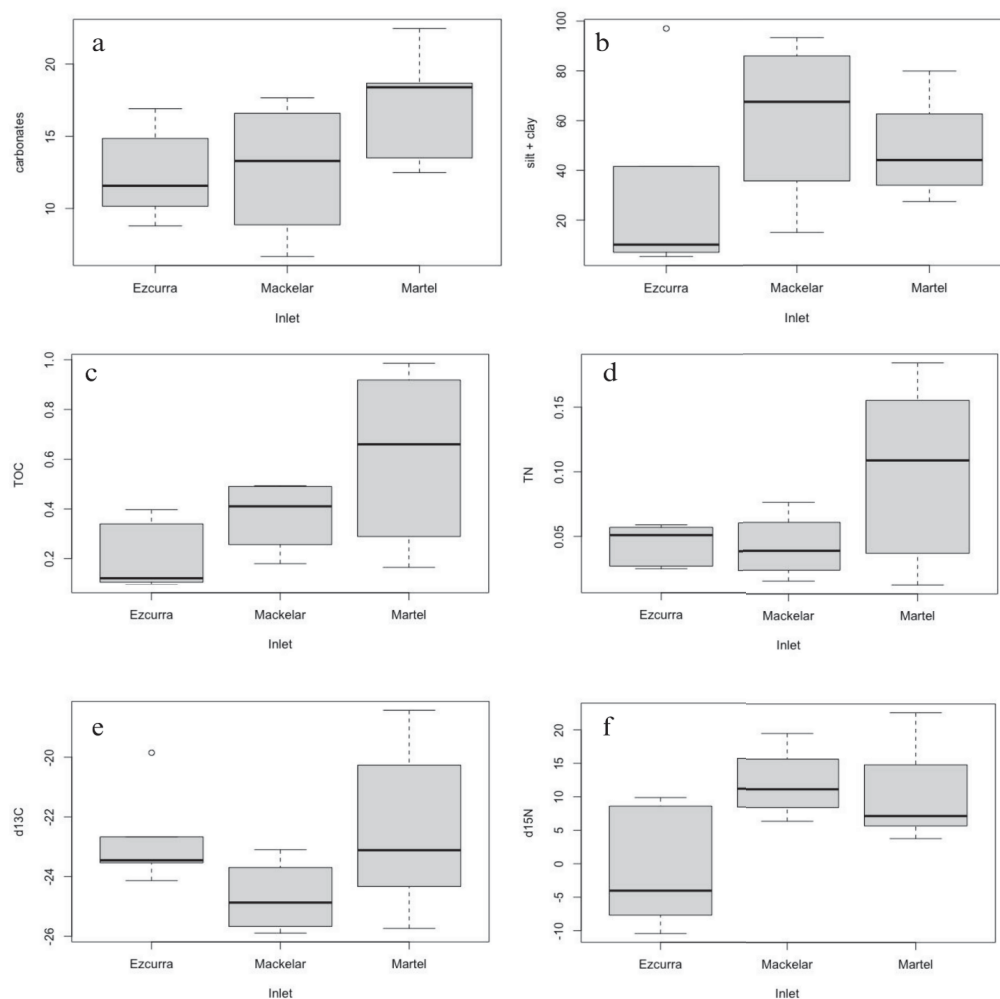 a
carbonates
20
15
10
Ezcurra Mackelar Martel
Inlet
b
silt + clay
100
80
60
40
20
Ezcurra Mackelar Martel
Inlet
c
TOC
1.0
0.8
0.6
0.4
0.2
Ezcurra Mackelar Martel
Inlet
d
TN
0.15
0.10
0.05
Ezcurra Mackelar Martel
Inlet
e
d13C
-20
-22
-24
-26
Ezcurra Mackelar Martel
Inlet
f
d15N
20
15
10
5
0
-5
-10
Ezcurra Mackelar Martel
Inlet